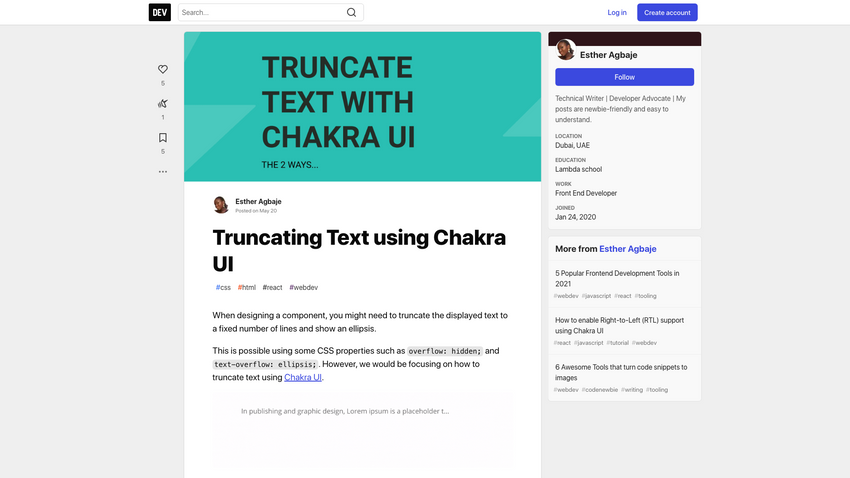 DEV
Search...
Log in
Create account
5
1
5
TRUNCATE
TEXT WITH
CHAKRA UI
THE 2 WAYS...
Esther Agbaje
Posted on May 20
Truncating Text using Chakra
UI
#css #html #react #webdev
When designing a component, you might need to truncate the displayed text to
a fixed number of lines and show an ellipsis.
This is possible using some CSS properties such as overflow: hidden; and
text-overflow: ellipsis;. However, we would be focusing on how to
truncate text using Chakra UI.
In publishing and graphic design, Lorem ipsum is a placeholder t...
Esther Agbaje
Follow
Technical Writer | Developer Advocate | My
posts are newbie-friendly and easy to
understand.
LOCATION
Dubai, UAE
EDUCATION
Lambda school
WORK
Front End Developer
JOINED
Jan 24, 2020
More from Esther Agbaje
5 Popular Frontend Development Tools in
2021
#webdev #javascript #react #tooling
How to enable Right-to-Left (RTL) support
using Chakra UI
#react #javascript #tutorial #webdev
6 Awesome Tools that turn code snippets to
images
#webdev #codenewbie #writing #tooling